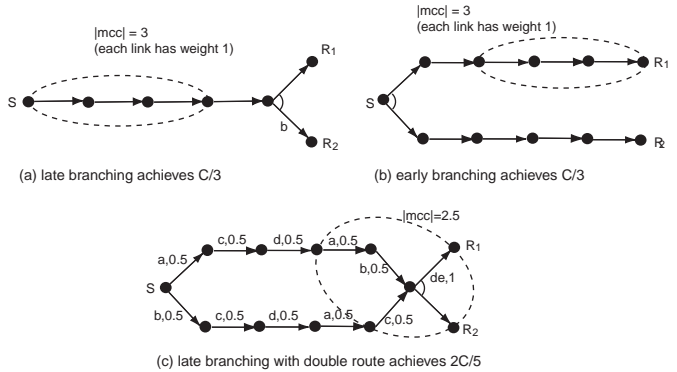 |mcc| = 3
(each link has weight 1)
R1
S
b
R2
(a) late branching achieves C/3
|mcc| = 3
(each link has weight 1)
R1
S
R2
(b) early branching achieves C/3
|mcc|=2.5
c,0.5 d,0.5 a,0.5
R1
a,0.5
b,0.5
de,1
S
b,0.5
c,0.5 d,0.5 a,0.5
c,0.5
R2
(c) late branching with double route achieves 2C/5